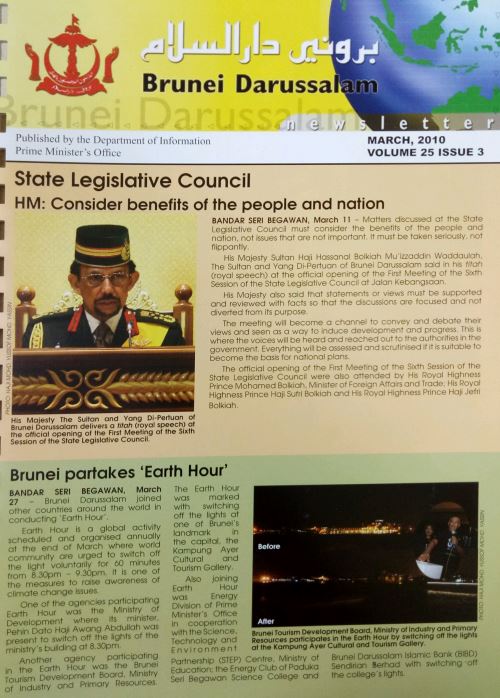 بروني دارالسلام
Brunei Darussalam
newsletter
Published by the Department of Information
Prime Minister's Office
MARCH, 2010
VOLUME 25 ISSUE 3
State Legislative Council
HM: Consider benefits of the people and nation
BANDAR SERI BEGAWAN, March 11 – Matters discussed at the State
Legislative Council must consider the benefits of the people and
nation, not issues that are not important. It must be taken seriously, not
flippantly.
His Majesty Sultan Haji Hassanal Bolkiah Mu'izzaddin Waddaulah,
The Sultan and Yang Di-Pertuan of Brunei Darussalam said in his titah
(royal speech) at the official opening of the First Meeting of the Sixth
Session of the State Legislative Council at Jalan Kebangsaan.
His Majesty also said that statements or views must be supported
and reviewed with facts so that the discussions are focused and not
diverted from its purpose.
The meeting will become a channel to convey and debate their
views and seen as a way to induce development and progress. This is
where the voices will be heard and reached out to the authorities in the
government. Everything will be assessed and scrutinised if it is suitable to
become the basis for national plans.
The official opening of the First Meeting of the Sixth Session of the
State Legislative Council were also attended by His Royal Highness
Prince Mohamed Bolkiah, Minister of Foreign Affairs and Trade; His Royal
Highness Prince Haji Sufri Bolkiah and His Royal Highness Prince Haji Jefri
Bolkiah.
PHOTO: HAJI MOHD. YUSSOF MOHD. YASSIN
His Majesty The Sultan and Yang Di-Pertuan of
Brunei Darussalam delivers a titah (royal speech) at
the official opening of the First Meeting of the Sixth
Session of the State Legislative Council.
Brunei partakes 'Earth Hour'
BANDAR SERI BEGAWAN, March
27 – Brunei Darussalam joined
other countries around the world in
conducting 'Earth Hour'.
Earth Hour is a global activity
scheduled and organised annually
at the end of March where world
community are urged to switch off
the light voluntarily for 60 minutes
from 8.30pm – 9.30pm. It is one of
the measures to raise awareness of
climate change issues.
One of the agencies participating
Earth Hour was the Ministry of
Development where its minister,
Pehin Dato Haji Awang Abdullah was
present to switch off the lights of the
ministry's building at 8.30pm.
Another agency participating
in the Earth Hour was the Brunei
Tourism Development Board, Ministry
of Industry and Primary Resources.
The Earth Hour
was marked
with switching
off the lights of
one of Brunei's
landmark in
the capital, the
Kampung Ayer
Cultural and
Tourism Gallery.
Also joining
Earth Hour
was Energy
Division of Prime
Minister's Office
in cooperation
with the Science,
Technology and
Environment
Partnership (STEP) Centre, Ministry of
Education; the Energy Club of Paduka
Seri Begawan Science College and
Brunei Darussalam Islamic Bank (BIBD)
Sendirian Berhad with switching off
the college's lights.
Before
After
PHOTO: HAJI MOHD. YUSSOF MOHD. YASSIN
Brunei Tourism Development Board, Ministry of Industry and Primary
Resources participates in the Earth Hour by switching off the lights
at the Kampung Ayer Cultural and Tourism Gallery.